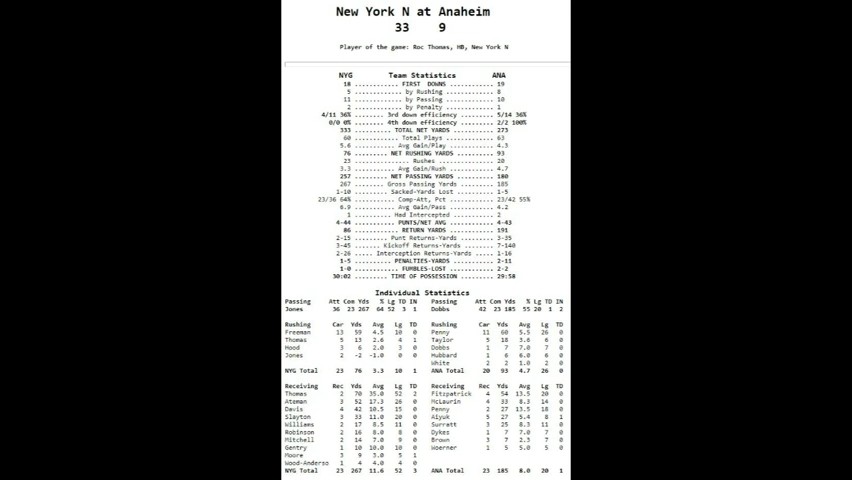 New York N at Anaheim
33 9
Player of the game: Roc Thomas, HB, New York N
NYG Team Statistics ANA
18 ............ FIRST DOWNS ............ 19
5 ............ by Rushing ............ 8
11 ............ by Passing ............ 10
2 ............ by Penalty ............ 1
4/11 36% ......... 3rd down efficiency ......... 5/14 36%
0/0 0% ......... 4th down efficiency ......... 2/2 100%
333 .......... TOTAL NET YARDS .......... 273
60 ............ Total Plays ............ 63
5.6 ........... Avg Gain/Play ........... 4.3
76 ......... NET RUSHING YARDS .......... 93
23 .............. Rushes .............. 20
3.3 ........... Avg Gain/Rush ........... 4.7
257 ......... NET PASSING YARDS ......... 180
267 ........ Gross Passing Yards ........ 185
1-10 ........ Sacked-Yards Lost ........ 1-5
23/36 64% ........... Comp-Att, Pct ........... 23/42 55%
6.9 ........... Avg Gain/Pass ........... 4.2
1 .......... Had Intercepted .......... 2
4-44 ........... PUNTS/NET AVG ........... 4-43
86 ............ RETURN YARDS ............ 191
2-15 ........ Punt Returns-Yards ........ 3-35
3-45 ....... Kickoff Returns-Yards ....... 7-140
2-26 .... Interception Returns-Yards .... 1-16
1-5 .......... PENALTIES-YARDS .......... 2-11
1-0 ........... FUMBLES-LOST ........... 2-2
30:02 ......... TIME OF POSSESSION ......... 29:58
Individual Statistics
Passing Att Com Yds % Lg TD IN Passing Att Com Yds % Lg TD IN
Jones 36 23 267 64 52 3 1 Dobbs 42 23 185 55 20 1 2
Rushing Car Yds Avg Lg TD Rushing Car Yds Avg Lg TD
Freeman 13 59 4.5 10 0 Penny 11 60 5.5 26 0
Thomas 5 13 2.6 4 1 Taylor 5 18 3.6 6 0
Hood 3 6 2.0 3 0 Dobbs 1 7 7.0 7 0
Jones 2 -2 -1.0 0 0 Hubbard 1 6 6.0 6 0
White 2 2 1.0 2 0
NYG Total 23 76 3.3 10 1 ANA Total 20 93 4.7 26 0
Receiving Rec Yds Avg Lg TD Receiving Rec Yds Avg Lg TD
Thomas 2 70 35.0 52 2 Fitzpatrick 4 54 13.5 20 0
Ateman 3 52 17.3 26 0 McLaurin 4 33 8.3 14 0
Davis 4 42 10.5 15 0 Penny 2 27 13.5 18 0
Slayton 3 33 11.0 20 0 Aiyuk 5 27 5.4 8 1
Williams 2 17 8.5 11 0 Surratt 3 25 8.3 11 0
Robinson 2 16 8.0 8 0 Dykes 1 7 7.0 7 0
Mitchell 2 14 7.0 9 0 Brown 3 7 2.3 7 0
Gentry 1 10 10.0 10 0 Woerner 1 5 5.0 5 0
Moore 3 9 3.0 5 1
Wood-Anderso 1 4 4.0 4 0
NYG Total 23 267 11.6 52 3 ANA Total 23 185 8.0 20 1